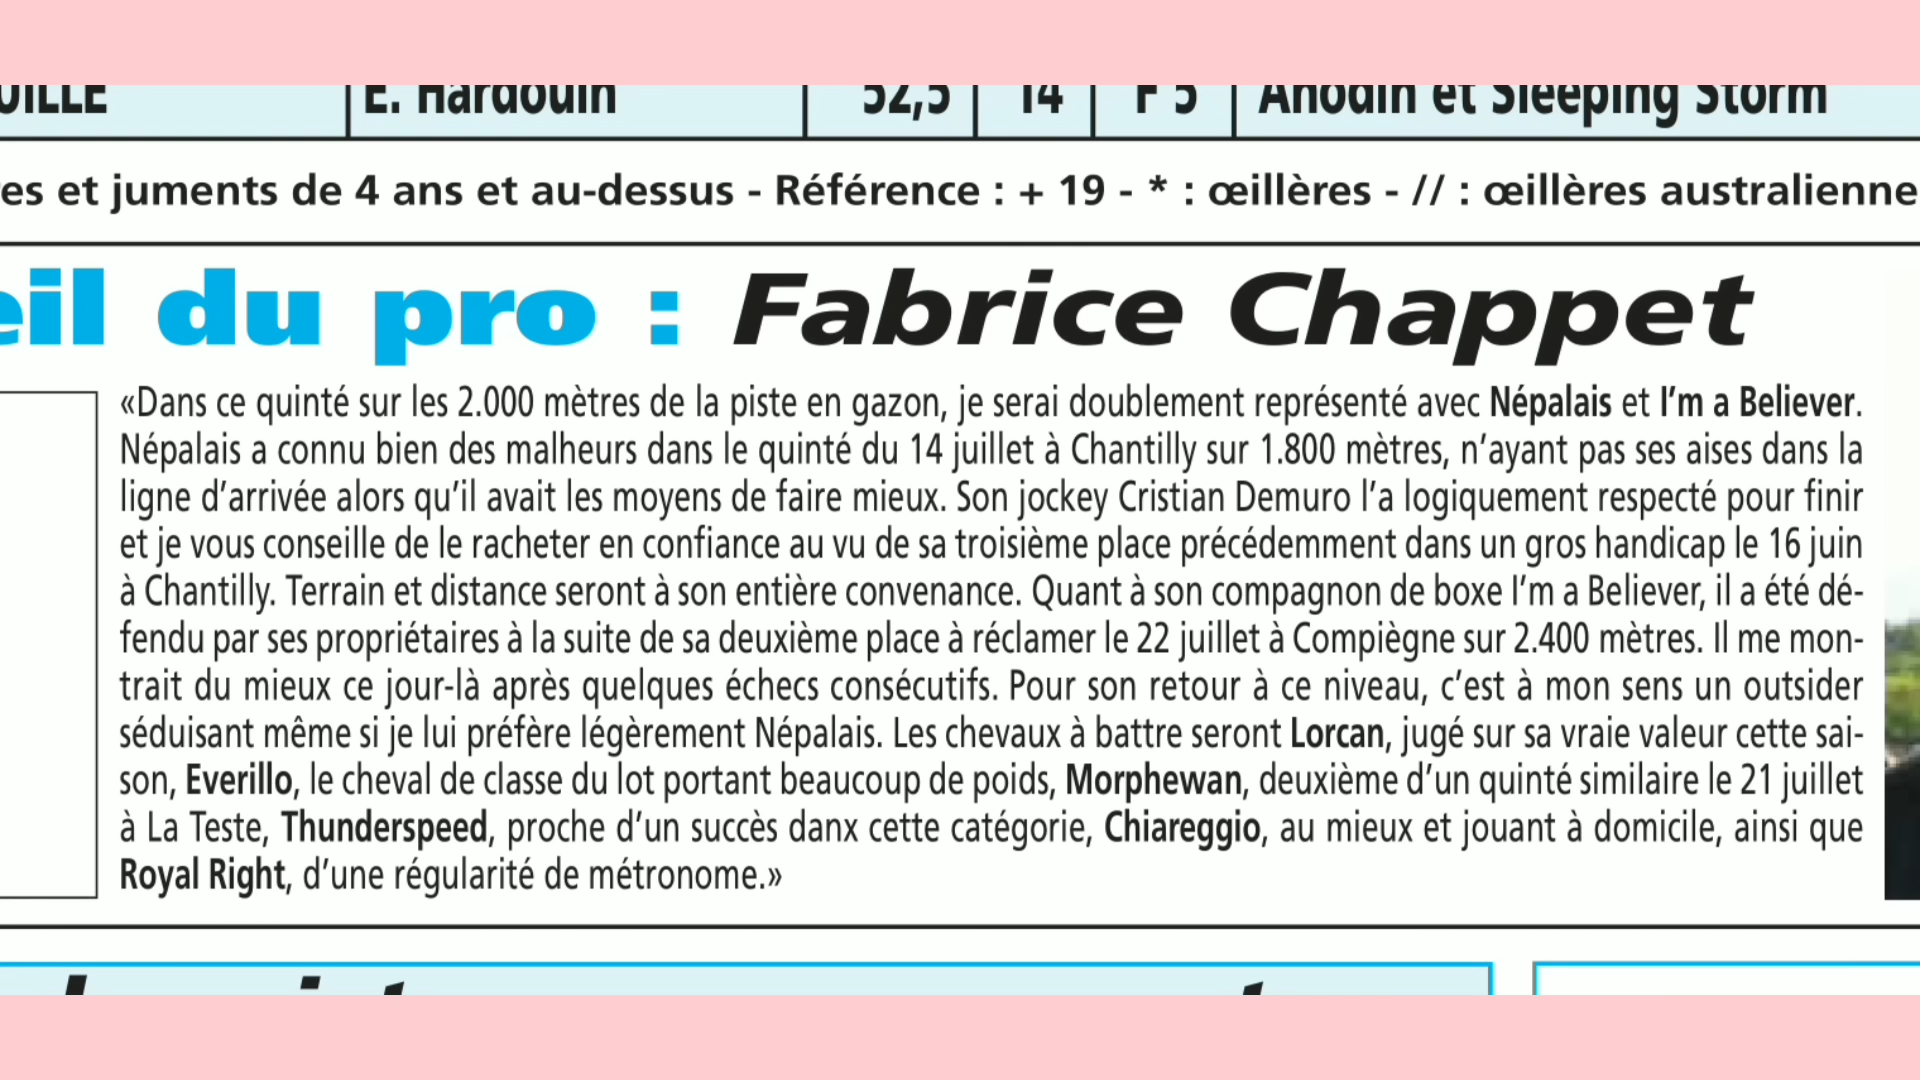 E. Hardouin 52,5 14 F 5 Anodin et Sleeping Storm
es et juments de 4 ans et au-dessus - Référence : + 19 - * : œillères - // : œillères australienne
eil du pro : Fabrice Chappet
«Dans ce quinté sur les 2.000 mètres de la piste en gazon, je serai doublement représenté avec Népalais et I’m a Believer.
Népalais a connu bien des malheurs dans le quinté du 14 juillet à Chantilly sur 1.800 mètres, n’ayant pas ses aises dans la
ligne d’arrivée alors qu’il avait les moyens de faire mieux. Son jockey Cristian Demuro l’a logiquement respecté pour finir
et je vous conseille de le racheter en confiance au vu de sa troisième place précédemment dans un gros handicap le 16 juin
à Chantilly. Terrain et distance seront à son entière convenance. Quant à son compagnon de boxe I’m a Believer, il a été dé-
fendu par ses propriétaires à la suite de sa deuxième place à réclamer le 22 juillet à Compiègne sur 2.400 mètres. Il me mon-
trait du mieux ce jour-là après quelques échecs consécutifs. Pour son retour à ce niveau, c’est à mon sens un outsider
séduisant même si je lui préfère légèrement Népalais. Les chevaux à battre seront Lorcan, jugé sur sa vraie valeur cette sai-
son, Everillo, le cheval de classe du lot portant beaucoup de poids, Morphewan, deuxième d’un quinté similaire le 21 juillet
à La Teste, Thunderspeed, proche d’un succès danx cette catégorie, Chiareggio, au mieux et jouant à domicile, ainsi que
Royal Right, d’une régularité de métronome.»